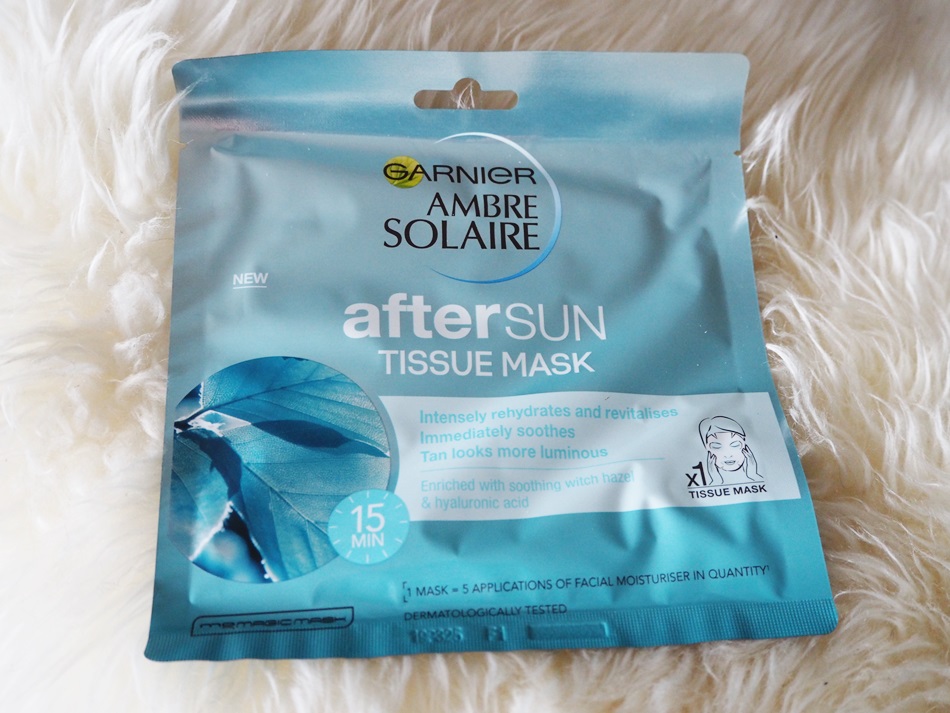 GARNIER
AMBRE
SOLAIRE
NEW
afterSUN
TISSUE MASK
Intensely rehydrates and revitalises
Immediately soothes
Tan looks more luminous
Enriched with soothing witch hazel
& hyaluronic acid
x1
TISSUE MASK
15
MIN
[1 MASK = 5 APPLICATIONS OF FACIAL MOISTURISER IN QUANTITY¹
DERMATOLOGICALLY TESTED
F1